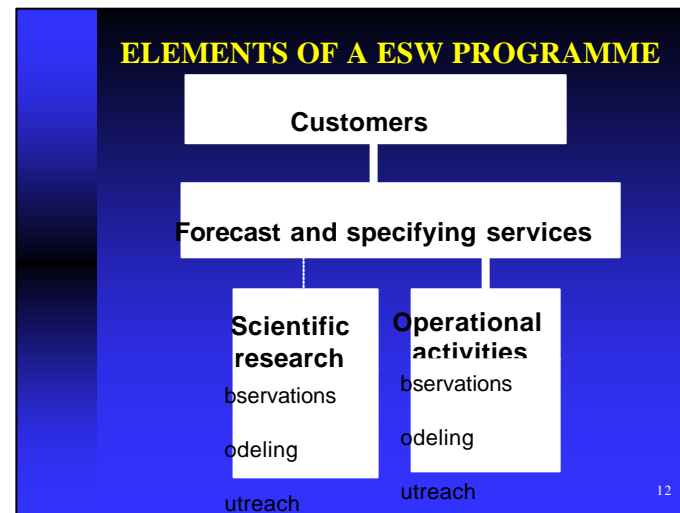 ELEMENTS OF A ESW PROGRAMME
Customers
Forecast and specifying services
Scientific
research
bservations
odeling
utreach
Operational
activities
bservations
odeling
utreach
12